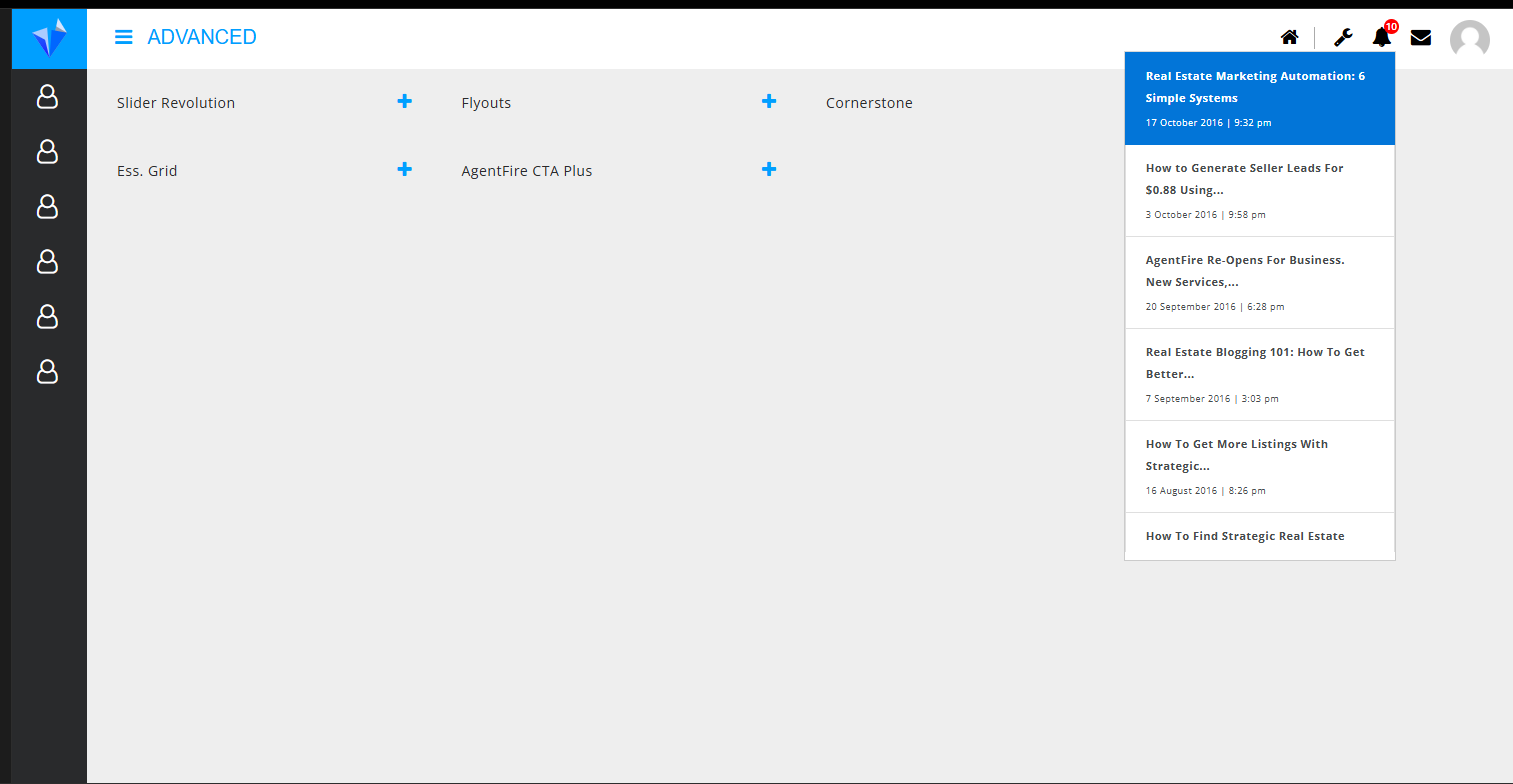 ADVANCED
10
Slider Revolution
Flyouts
Cornerstone
Ess. Grid
AgentFire CTA Plus
Real Estate Marketing Automation: 6
Simple Systems
17 October 2016 | 9:32 pm
How to Generate Seller Leads For
$0.88 Using...
3 October 2016 | 9:58 pm
AgentFire Re-Opens For Business.
New Services,...
20 September 2016 | 6:28 pm
Real Estate Blogging 101: How To Get
Better...
7 September 2016 | 3:03 pm
How To Get More Listings With
Strategic...
16 August 2016 | 8:26 pm
How To Find Strategic Real Estate